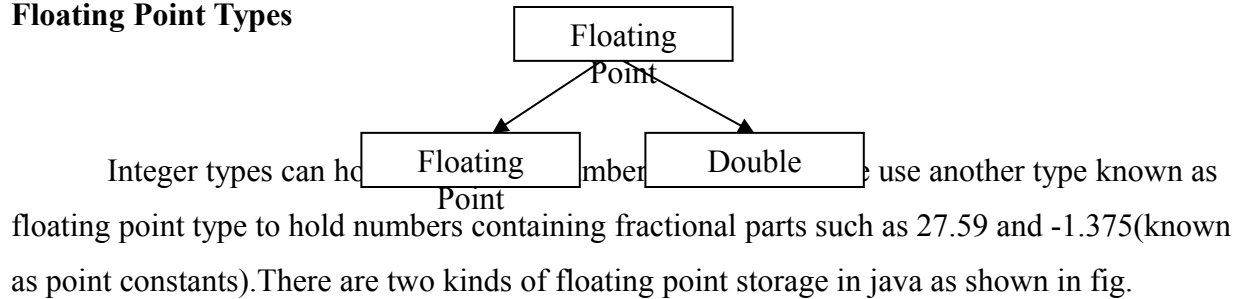 Floating Point Types
Floating
Point
Floating
Point
Double
Integer types can ho mber e use another type known as
floating point type to hold numbers containing fractional parts such as 27.59 and -1.375(known
as point constants).There are two kinds of floating point storage in java as shown in fig.